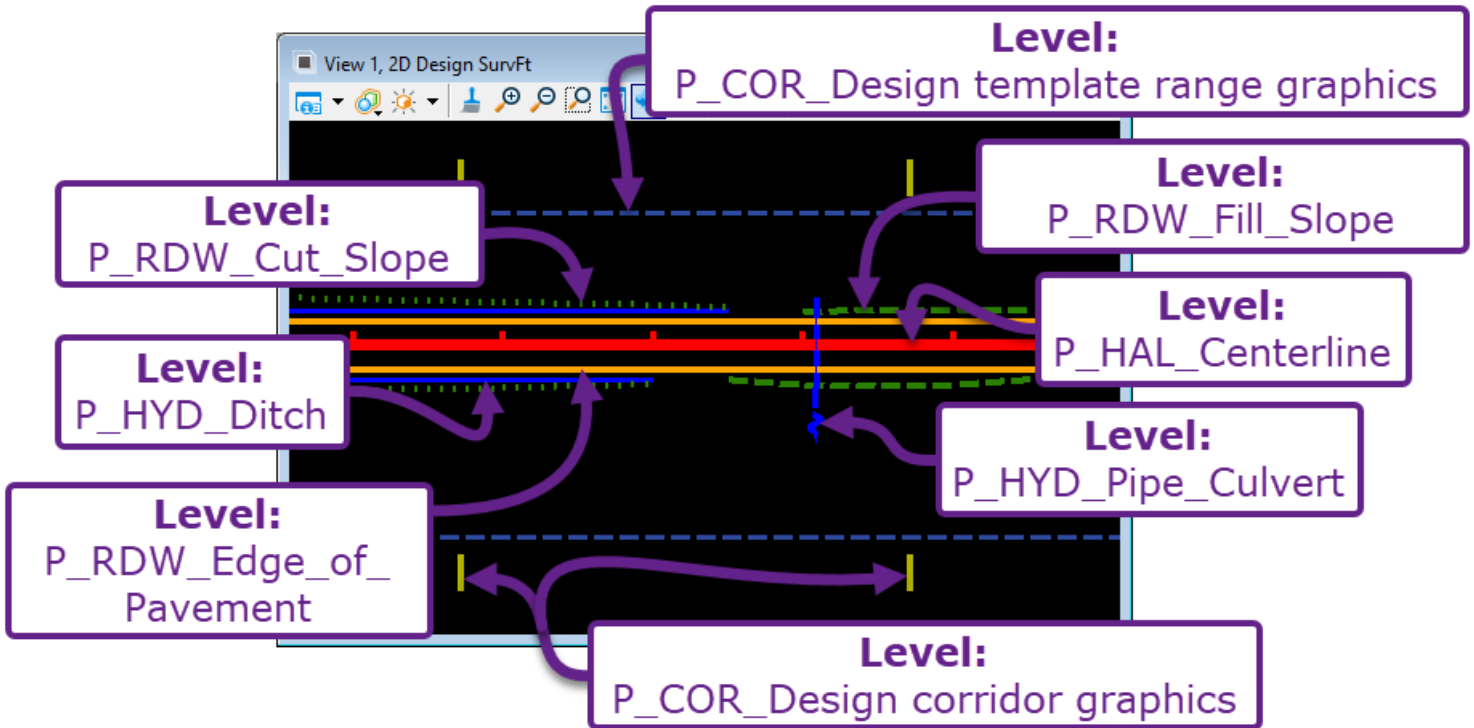 Level:
P_COR_Design template range graphics
View 1, 2D Design SurvFt
Level:
P_RDW_Cut_Slope
Level:
P_RDW_Fill_Slope
Level:
P_HAL_Centerline
Level:
P_HYD_Ditch
Level:
P_HYD_Pipe_Culvert
Level:
P_RDW_Edge_of_
Pavement
Level:
P_COR_Design corridor graphics